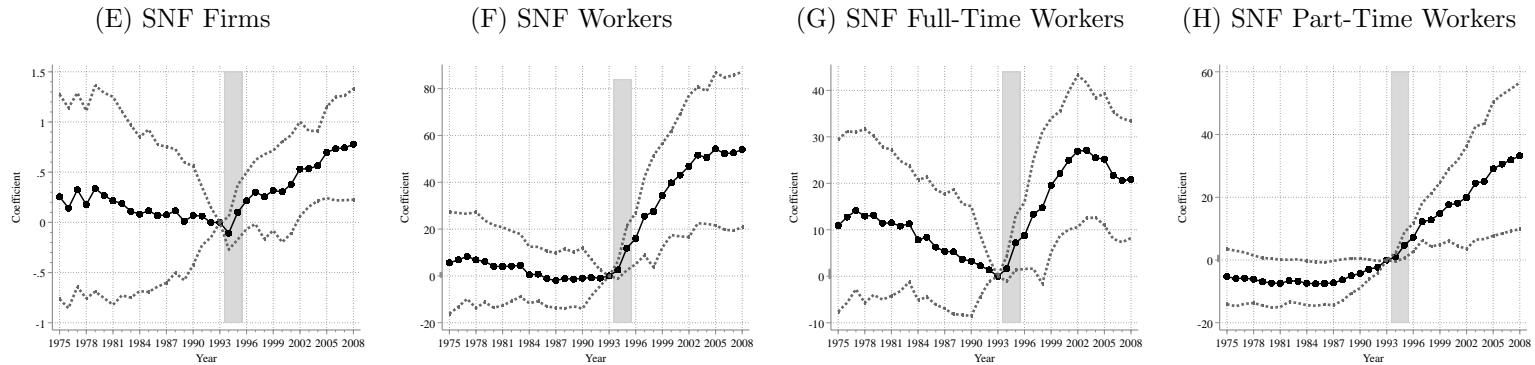 (E) SNF Firms
(F) SNF Workers
(G) SNF Full-Time Workers
(H) SNF Part-Time Workers
1.5
1
.5
0
-.5
-1
Coefficient
1975 1978 1981 1984 1987 1990 1993 1996 1999 2002 2005 2008
Year
80
60
40
20
0
-20
Coefficient
1975 1978 1981 1984 1987 1990 1993 1996 1999 2002 2005 2008
Year
40
30
20
10
0
-10
Coefficient
1975 1978 1981 1984 1987 1990 1993 1996 1999 2002 2005 2008
Year
60
40
20
0
-20
Coefficient
1975 1978 1981 1984 1987 1990 1993 1996 1999 2002 2005 2008
Year